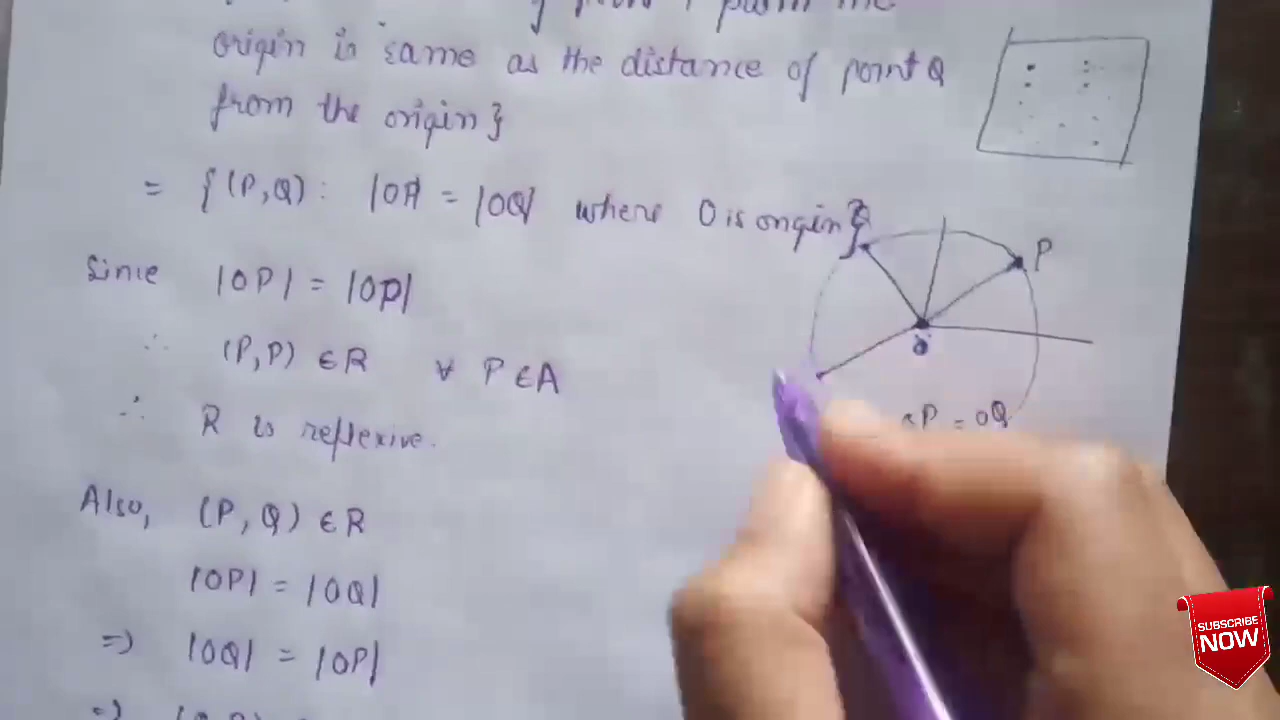 origin is same as the distance of point Q
from the origin}
= {(P,Q): |OP| = |OQ| where O is origin}
Since |OP| = |OP|
∴ (P,P) ∈ R ∀ P ∈ A
∴ R is reflexive.
Also, (P,Q) ∈ R
|OP| = |OQ|
=> |OQ| = |OP|
=>
P
O
OP = OQ
SUBSCRIBE
NOW